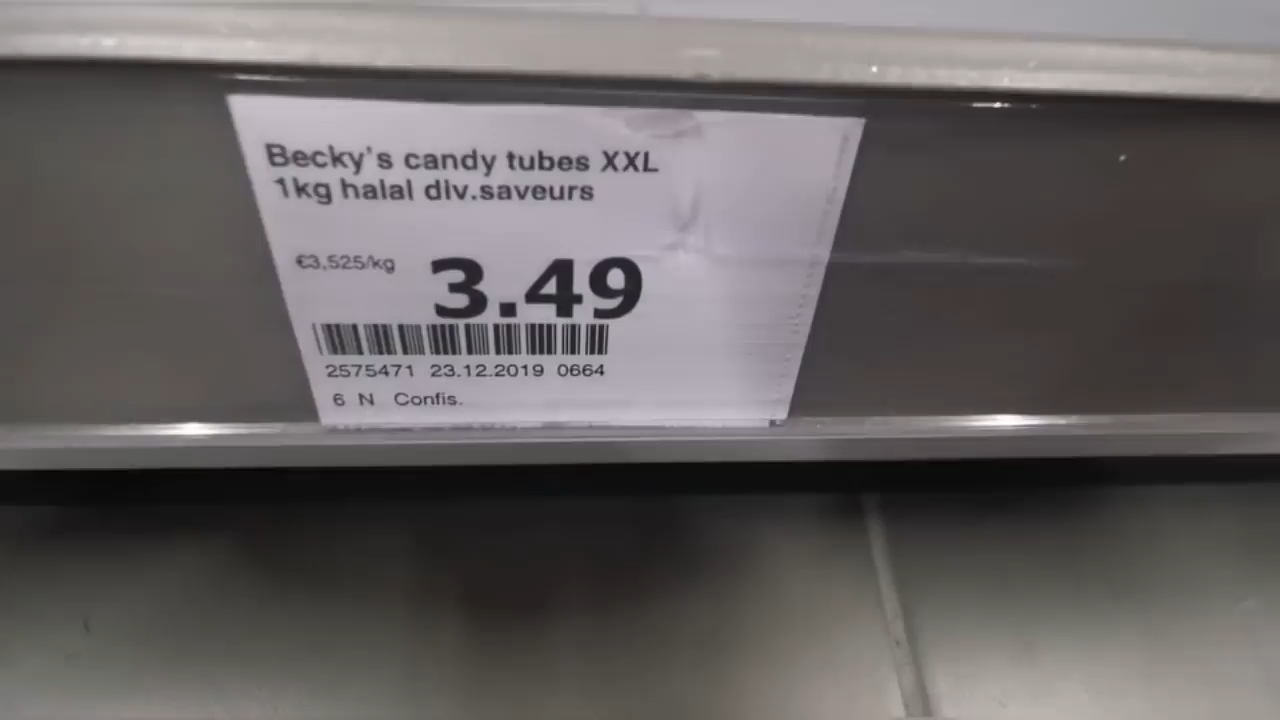 Becky's candy tubes XXL
1kg halal div.saveurs
€3,525/kg
3.49
2575471 23.12.2019 0664
6 N Confis.